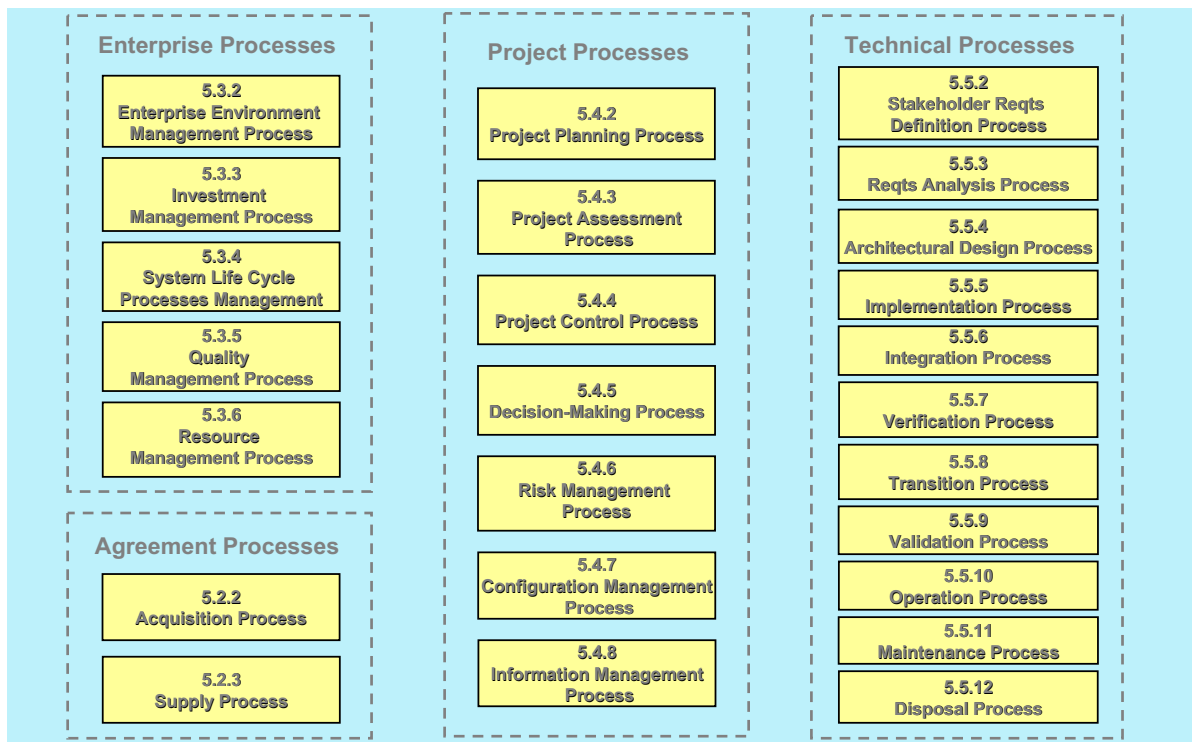 Enterprise Processes
5.3.2
Enterprise Environment
Management Process
5.3.3
Investment
Management Process
5.3.4
System Life Cycle
Processes Management
5.3.5
Quality
Management Process
5.3.6
Resource
Management Process
Agreement Processes
5.2.2
Acquisition Process
5.2.3
Supply Process
Project Processes
5.4.2
Project Planning Process
5.4.3
Project Assessment
Process
5.4.4
Project Control Process
5.4.5
Decision-Making Process
5.4.6
Risk Management
Process
5.4.7
Configuration Management
Process
5.4.8
Information Management
Process
Technical Processes
5.5.2
Stakeholder Reqts
Definition Process
5.5.3
Reqts Analysis Process
5.5.4
Architectural Design Process
5.5.5
Implementation Process
5.5.6
Integration Process
5.5.7
Verification Process
5.5.8
Transition Process
5.5.9
Validation Process
5.5.10
Operation Process
5.5.11
Maintenance Process
5.5.12
Disposal Process